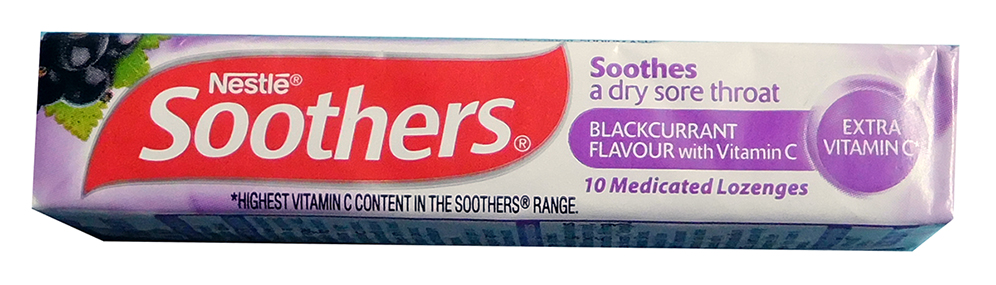 Nestlé®
Soothers®
Soothes
a dry sore throat
BLACKCURRANT
FLAVOUR with Vitamin C
EXTRA
VITAMIN C*
10 Medicated Lozenges
*HIGHEST VITAMIN C CONTENT IN THE SOOTHERS® RANGE.